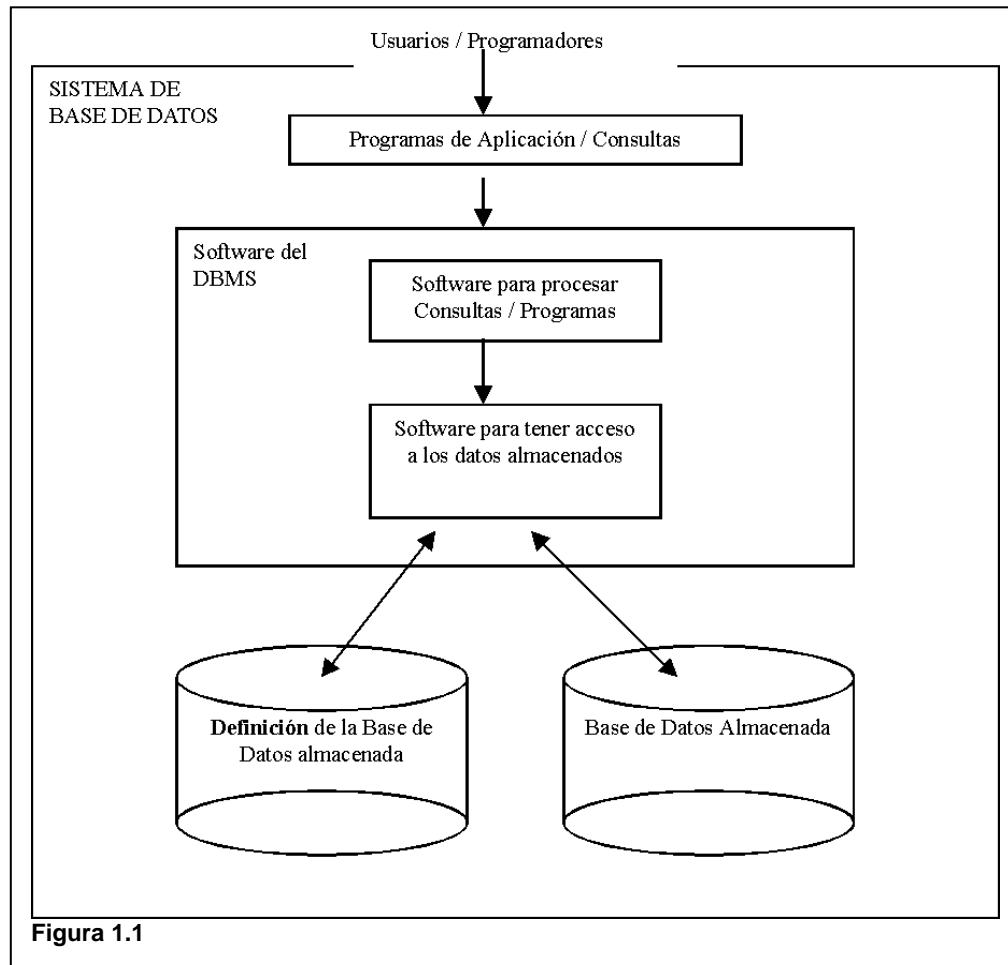 Usuarios / Programadores
SISTEMA DE
BASE DE DATOS
Programas de Aplicación / Consultas
Software del
DBMS
Software para procesar
Consultas / Programas
Software para tener acceso
a los datos almacenados
Definición de la Base de
Datos almacenada
Base de Datos Almacenada
Figura 1.1